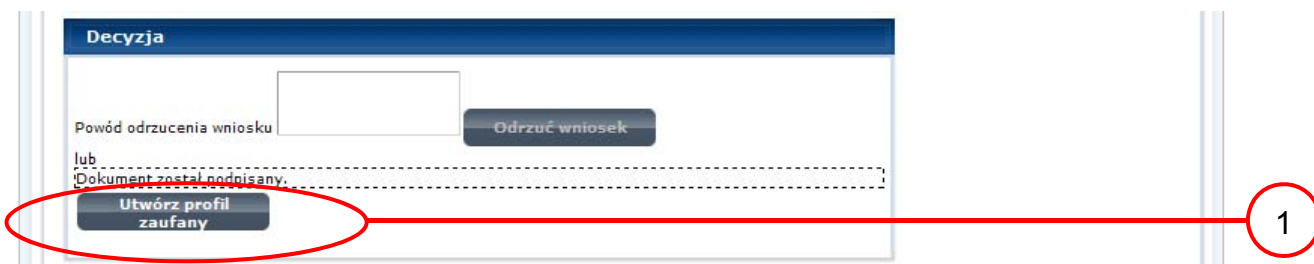 Decyzja
Powód odrzucenia wniosku
Odrzuć wniosek
lub
Dokument został podpisany.
Utwórz profil
zaufany
1